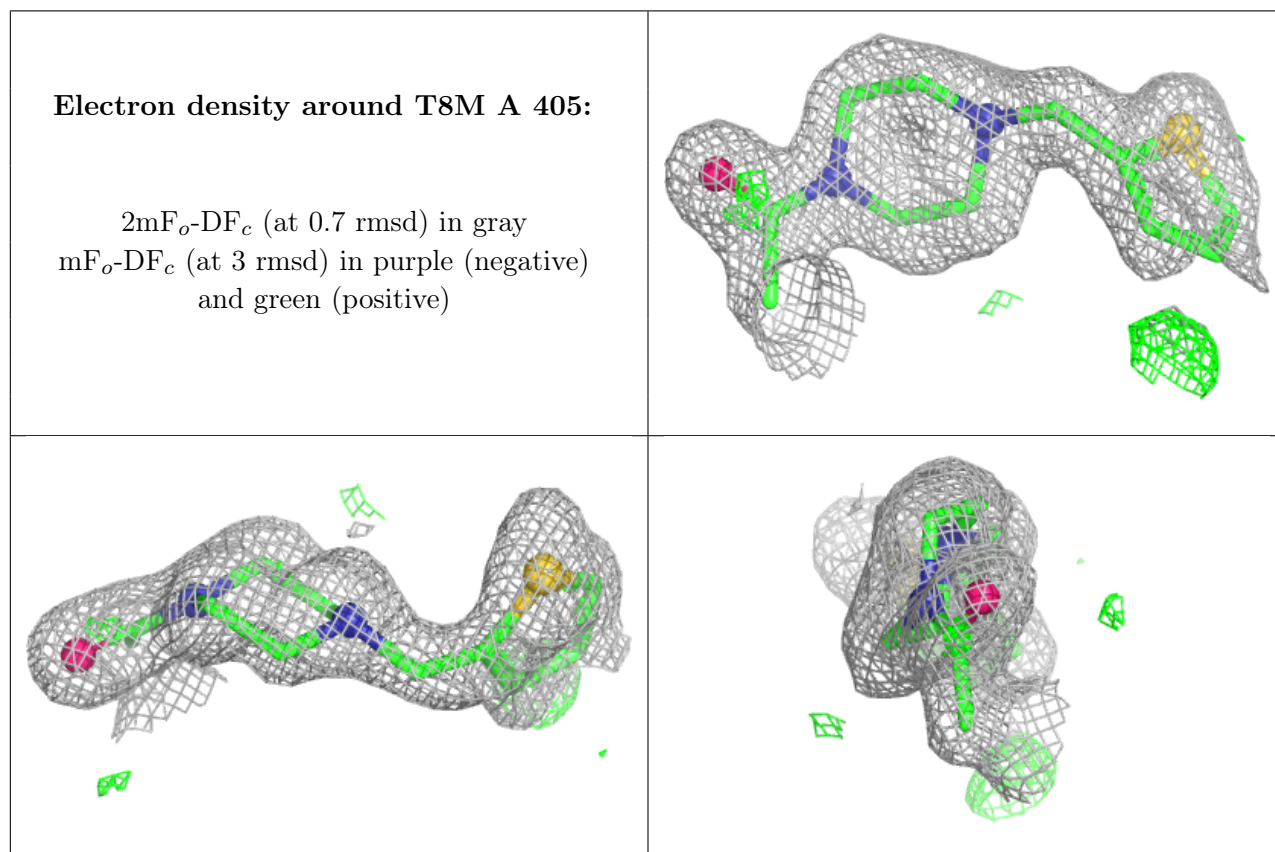 Electron density around T8M A 405:
2mFo-DFc (at 0.7 rmsd) in gray
mFo-DFc (at 3 rmsd) in purple (negative)
and green (positive)